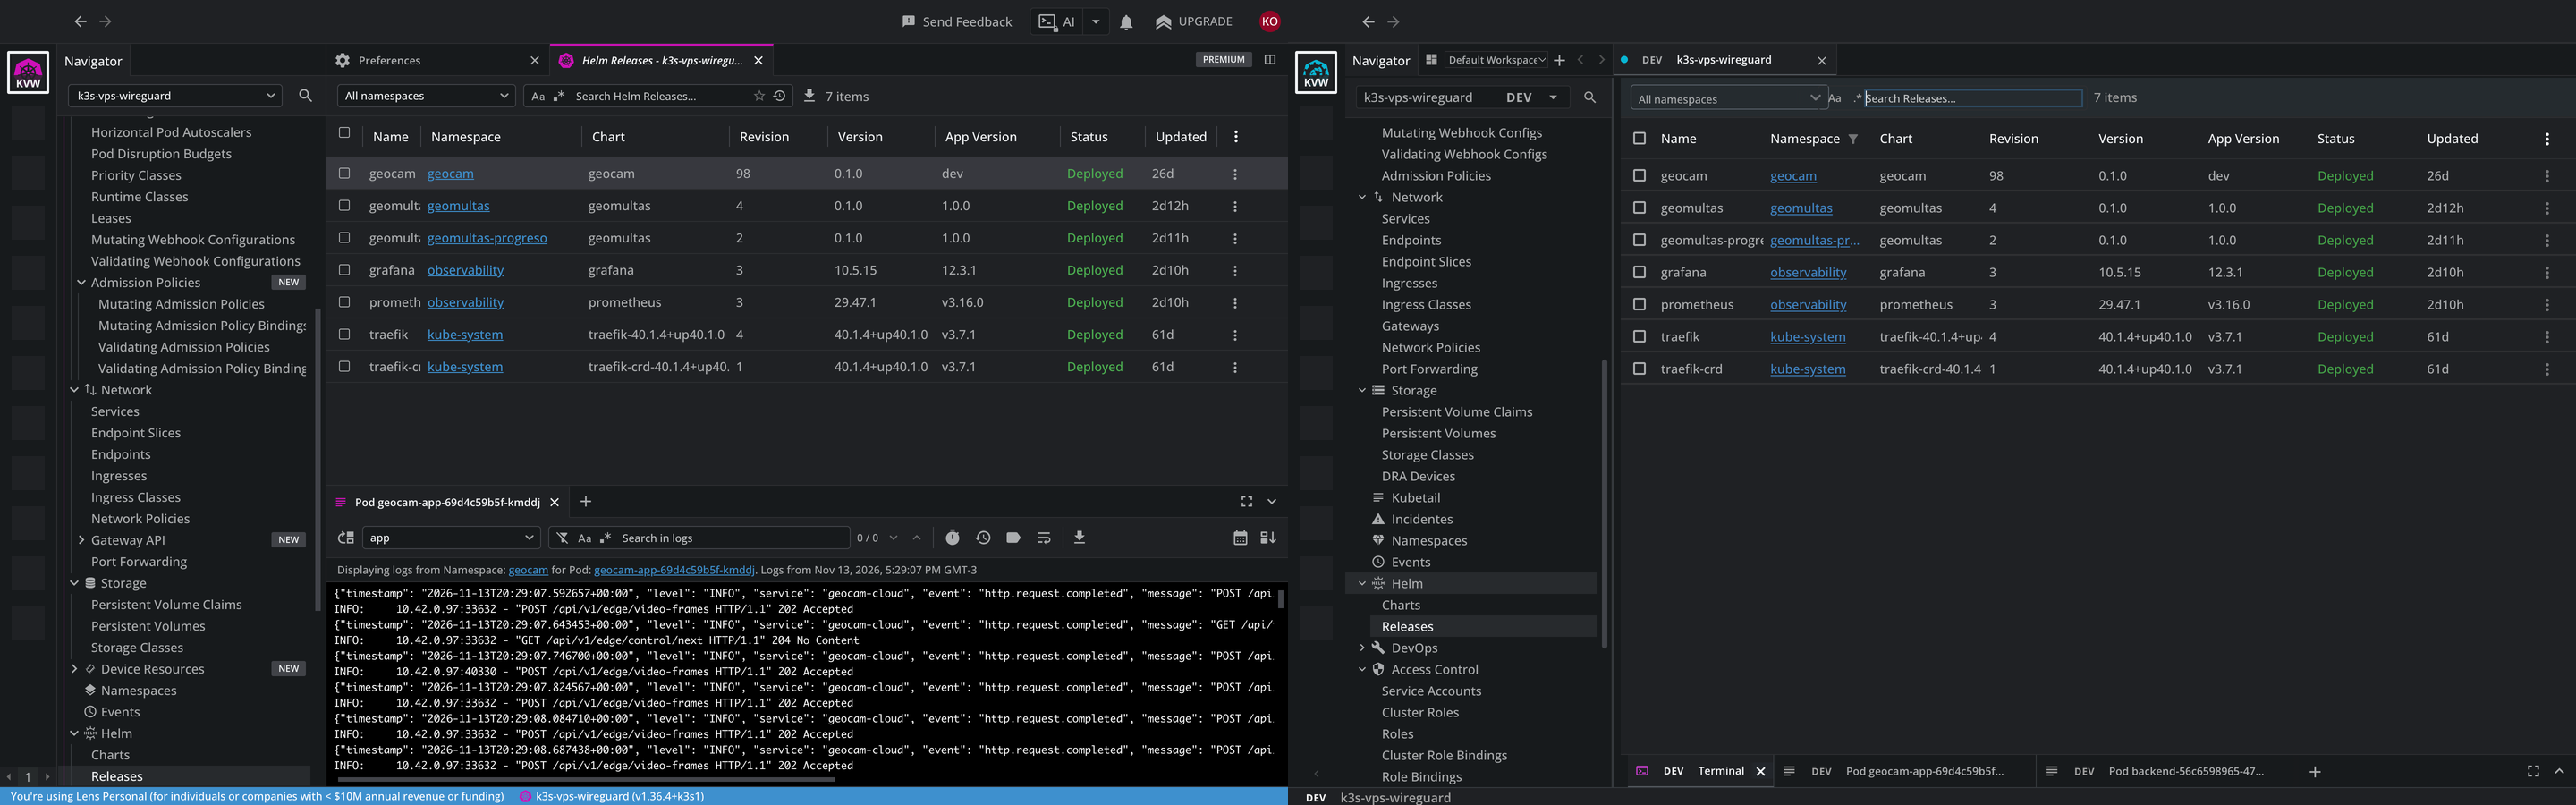 Send Feedback
AI
UPGRADE
KO
KVW
Navigator
k3s-vps-wireguard
Horizontal Pod Autoscalers
Pod Disruption Budgets
Priority Classes
Runtime Classes
Leases
Mutating Webhook Configurations
Validating Webhook Configurations
Admission Policies NEW
Mutating Admission Policies
Mutating Admission Policy Bindings
Validating Admission Policies
Validating Admission Policy Binding
Network
Services
Endpoint Slices
Endpoints
Ingresses
Ingress Classes
Network Policies
Gateway API NEW
Port Forwarding
Storage
Persistent Volume Claims
Persistent Volumes
Storage Classes
Device Resources NEW
Namespaces
Events
Helm
Charts
Releases
1
Preferences
Helm Releases - k3s-vps-wiregu...
PREMIUM
All namespaces
Aa .* Search Helm Releases...
7 items
Name Namespace Chart Revision Version App Version Status Updated
geocam geocam geocam 98 0.1.0 dev Deployed 26d
geomult geomultas geomultas 4 0.1.0 1.0.0 Deployed 2d12h
geomult geomultas-progreso geomultas 2 0.1.0 1.0.0 Deployed 2d11h
grafana observability grafana 3 10.5.15 12.3.1 Deployed 2d10h
prometh observability prometheus 3 29.47.1 v3.16.0 Deployed 2d10h
traefik kube-system traefik-40.1.4+up40.1.0 4 40.1.4+up40.1.0 v3.7.1 Deployed 61d
traefik-cr kube-system traefik-crd-40.1.4+up40. 1 40.1.4+up40.1.0 v3.7.1 Deployed 61d
Pod geocam-app-69d4c59b5f-kmddj
app
Aa .* Search in logs
0 / 0
Displaying logs from Namespace: geocam for Pod: geocam-app-69d4c59b5f-kmddj. Logs from Nov 13, 2026, 5:29:07 PM GMT-3
{"timestamp": "2026-11-13T20:29:07.592657+00:00", "level": "INFO", "service": "geocam-cloud", "event": "http.request.completed", "message": "POST /api
INFO: 10.42.0.97:33632 - "POST /api/v1/edge/video-frames HTTP/1.1" 202 Accepted
{"timestamp": "2026-11-13T20:29:07.643453+00:00", "level": "INFO", "service": "geocam-cloud", "event": "http.request.completed", "message": "GET /api/
INFO: 10.42.0.97:33632 - "GET /api/v1/edge/control/next HTTP/1.1" 204 No Content
{"timestamp": "2026-11-13T20:29:07.746700+00:00", "level": "INFO", "service": "geocam-cloud", "event": "http.request.completed", "message": "POST /api
INFO: 10.42.0.97:40330 - "POST /api/v1/edge/video-frames HTTP/1.1" 202 Accepted
{"timestamp": "2026-11-13T20:29:07.824567+00:00", "level": "INFO", "service": "geocam-cloud", "event": "http.request.completed", "message": "POST /api
INFO: 10.42.0.97:33632 - "POST /api/v1/edge/video-frames HTTP/1.1" 202 Accepted
{"timestamp": "2026-11-13T20:29:08.084710+00:00", "level": "INFO", "service": "geocam-cloud", "event": "http.request.completed", "message": "POST /api
INFO: 10.42.0.97:33632 - "POST /api/v1/edge/video-frames HTTP/1.1" 202 Accepted
{"timestamp": "2026-11-13T20:29:08.687438+00:00", "level": "INFO", "service": "geocam-cloud", "event": "http.request.completed", "message": "POST /api
INFO: 10.42.0.97:33632 - "POST /api/v1/edge/video-frames HTTP/1.1" 202 Accepted
You're using Lens Personal (for individuals or companies with < $10M annual revenue or funding) k3s-vps-wireguard (v1.36.4+k3s1)
KVW
Navigator
Default Workspace
k3s-vps-wireguard DEV
Mutating Webhook Configs
Validating Webhook Configs
Admission Policies
Network
Services
Endpoints
Endpoint Slices
Ingresses
Ingress Classes
Gateways
Network Policies
Port Forwarding
Storage
Persistent Volume Claims
Persistent Volumes
Storage Classes
DRA Devices
Kubetail
Incidentes
Namespaces
Events
Helm
Charts
Releases
DevOps
Access Control
Service Accounts
Cluster Roles
Roles
Cluster Role Bindings
Role Bindings
DEV k3s-vps-wireguard
All namespaces
Aa .* Search Releases...
7 items
Name Namespace Chart Revision Version App Version Status Updated
geocam geocam geocam 98 0.1.0 dev Deployed 26d
geomultas geomultas geomultas 4 0.1.0 1.0.0 Deployed 2d12h
geomultas-progre geomultas-pr... geomultas 2 0.1.0 1.0.0 Deployed 2d11h
grafana observability grafana 3 10.5.15 12.3.1 Deployed 2d10h
prometheus observability prometheus 3 29.47.1 v3.16.0 Deployed 2d10h
traefik kube-system traefik-40.1.4+up 4 40.1.4+up40.1.0 v3.7.1 Deployed 61d
traefik-crd kube-system traefik-crd-40.1.4 1 40.1.4+up40.1.0 v3.7.1 Deployed 61d
DEV Terminal
DEV Pod geocam-app-69d4c59b5f...
DEV Pod backend-56c6598965-47...
DEV k3s-vps-wireguard